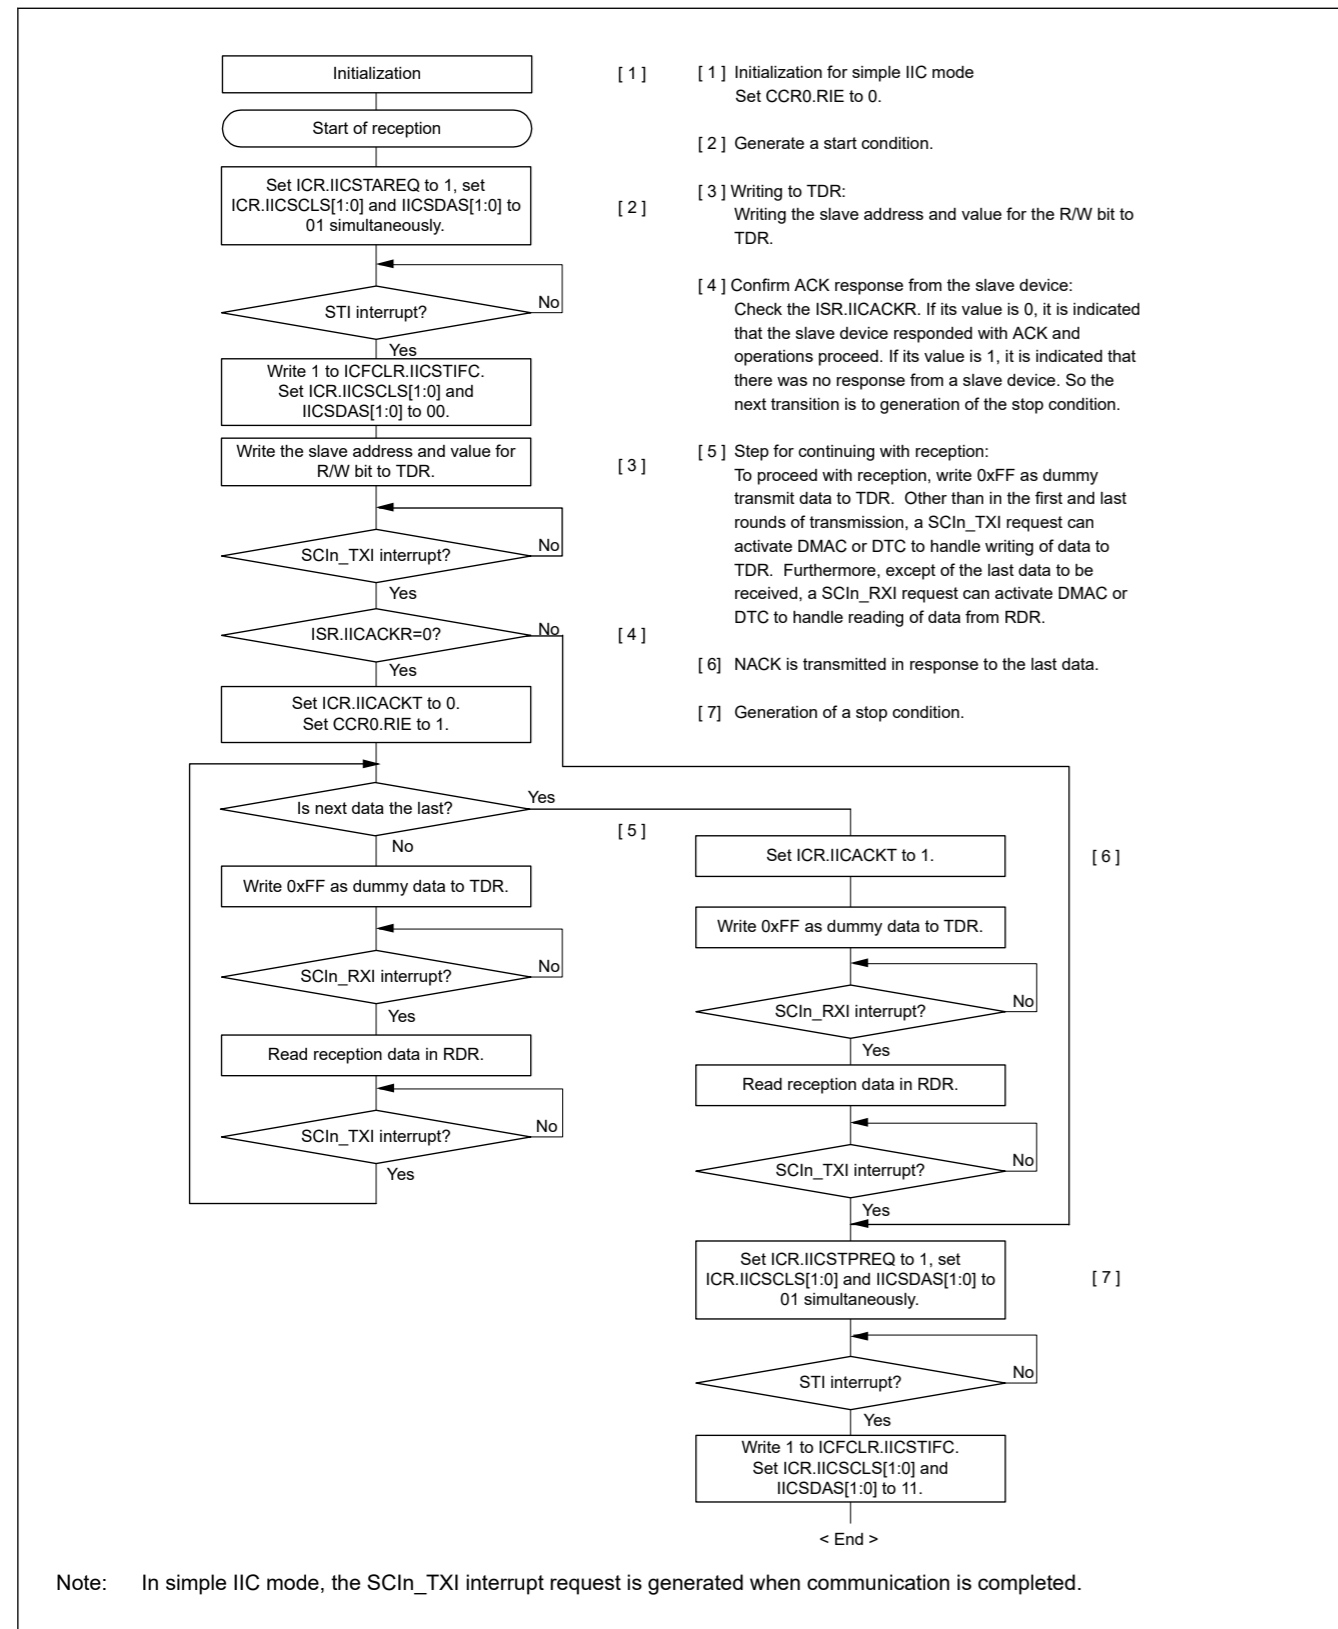 Initialization
[ 1 ]
Start of reception
Set ICR.IICSTAREQ to 1, set
ICR.IICSCLS[1:0] and IICSDAS[1:0] to
01 simultaneously.
[ 2 ]
STI interrupt?
No
Yes
Write 1 to ICFCLR.IICSTIFC.
Set ICR.IICSCLS[1:0] and
IICSDAS[1:0] to 00.
Write the slave address and value for
R/W bit to TDR.
[ 3 ]
SCIn_TXI interrupt?
No
Yes
ISR.IICACKR=0?
No
[ 4 ]
Yes
Set ICR.IICACKT to 0.
Set CCR0.RIE to 1.
Is next data the last?
Yes
[ 5 ]
No
Write 0xFF as dummy data to TDR.
SCIn_RXI interrupt?
No
Yes
Read reception data in RDR.
SCIn_TXI interrupt?
No
Yes
[ 1 ] Initialization for simple IIC mode
Set CCR0.RIE to 0.
[ 2 ] Generate a start condition.
[ 3 ] Writing to TDR:
Writing the slave address and value for the R/W bit to
TDR.
[ 4 ] Confirm ACK response from the slave device:
Check the ISR.IICACKR. If its value is 0, it is indicated
that the slave device responded with ACK and
operations proceed. If its value is 1, it is indicated that
there was no response from a slave device. So the
next transition is to generation of the stop condition.
[ 5 ] Step for continuing with reception:
To proceed with reception, write 0xFF as dummy
transmit data to TDR.  Other than in the first and last
rounds of transmission, a SCIn_TXI request can
activate DMAC or DTC to handle writing of data to
TDR.  Furthermore, except of the last data to be
received, a SCIn_RXI request can activate DMAC or
DTC to handle reading of data from RDR.
[ 6] NACK is transmitted in response to the last data.
[ 7] Generation of a stop condition.
Set ICR.IICACKT to 1.
[ 6 ]
Write 0xFF as dummy data to TDR.
SCIn_RXI interrupt?
No
Yes
Read reception data in RDR.
SCIn_TXI interrupt?
No
Yes
Set ICR.IICSTPREQ to 1, set
ICR.IICSCLS[1:0] and IICSDAS[1:0] to
01 simultaneously.
[ 7 ]
STI interrupt?
No
Yes
Write 1 to ICFCLR.IICSTIFC.
Set ICR.IICSCLS[1:0] and
IICSDAS[1:0] to 11.
< End >
Note: In simple IIC mode, the SCIn_TXI interrupt request is generated when communication is completed.